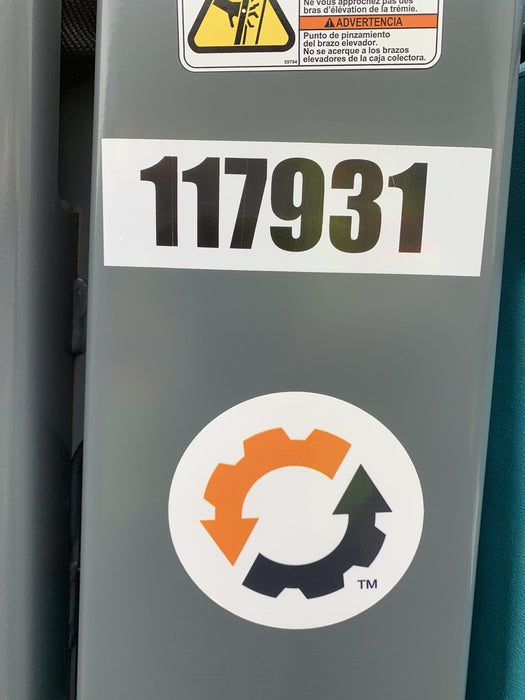 Ne vous approchez pas des
bras d'élévation de la trémie.
ADVERTENCIA
Punto de pinzamiento
del brazo elevador.
No se acerque a los brazos
elevadores de la caja colectora.
59794
117931
TM